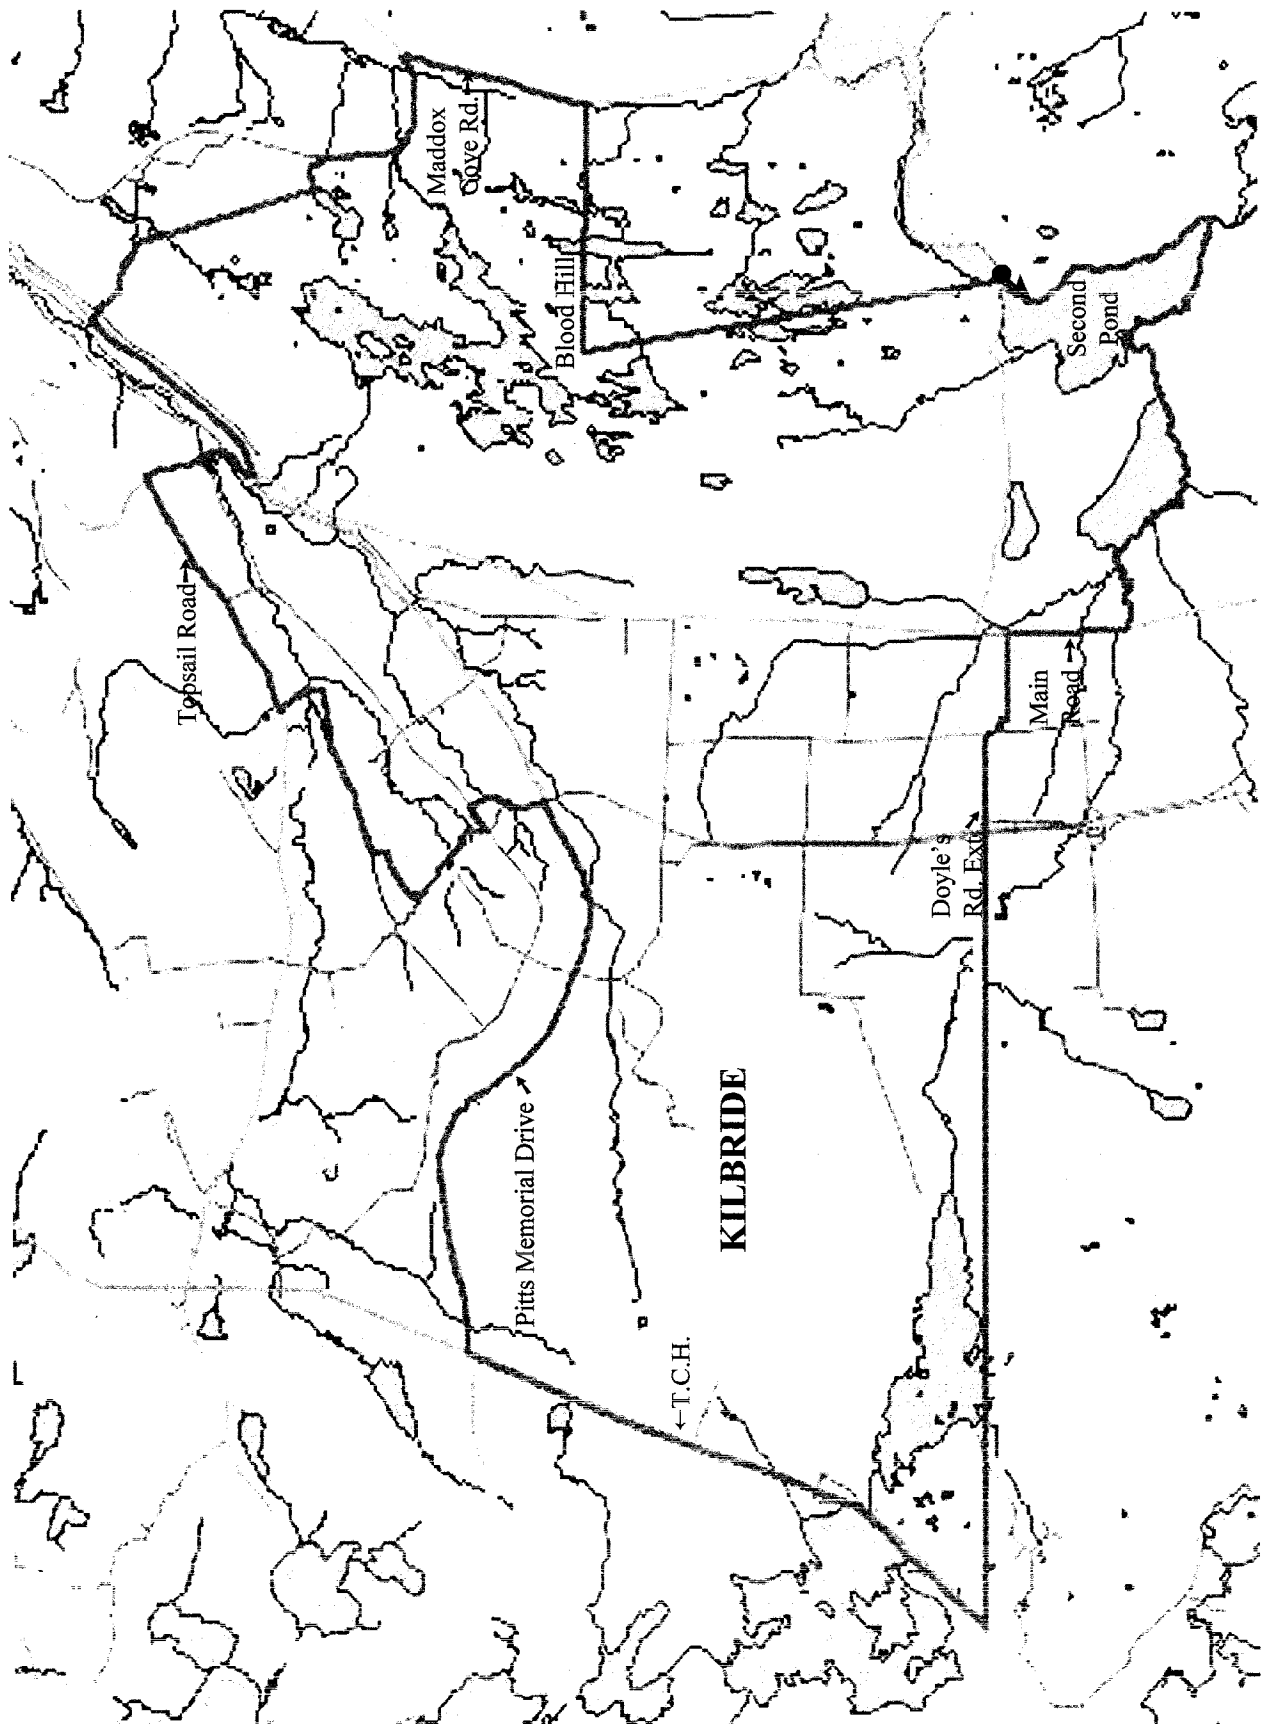 Maddox
Cove Rd.
Blood Hill
Second
Pond
Topsail Road→
Main
Road→
Doyle's
Rd. Ext.
Pitts Memorial Drive
KILBRIDE
←T.C.H.
L